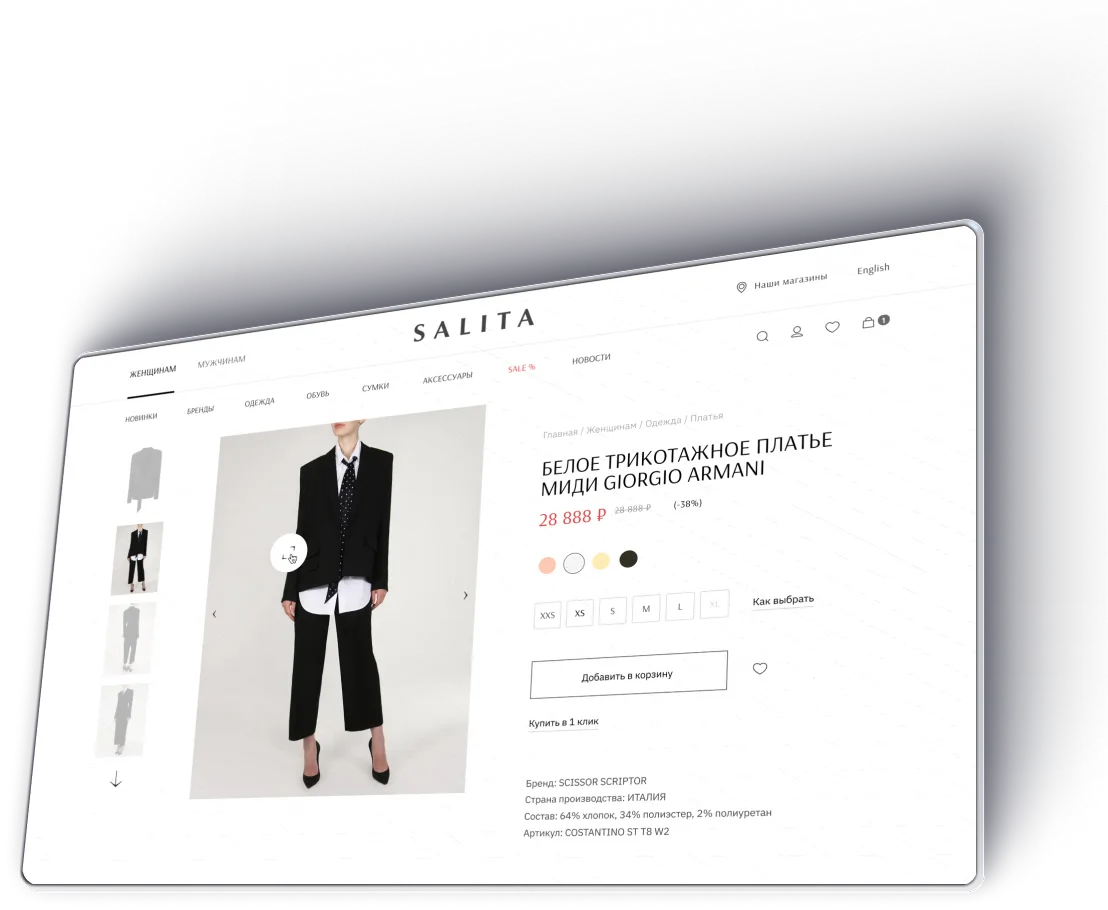 Наши магазины English
SALITA
ЖЕНЩИНАМ МУЖЧИНАМ
1
НОВИНКИ БРЕНДЫ ОДЕЖДА ОБУВЬ СУМКИ АКСЕССУАРЫ SALE % НОВОСТИ
Главная / Женщинам / Одежда / Платья
БЕЛОЕ ТРИКОТАЖНОЕ ПЛАТЬЕ
МИДИ GIORGIO ARMANI
28 888 ₽ 28 888 ₽ (-38%)
XXS XS S M L XL Как выбрать
Добавить в корзину
Купить в 1 клик
Бренд: SCISSOR SCRIPTOR
Страна производства: ИТАЛИЯ
Состав: 64% хлопок, 34% полиэстер, 2% полиуретан
Артикул: COSTANTINO ST T8 W2